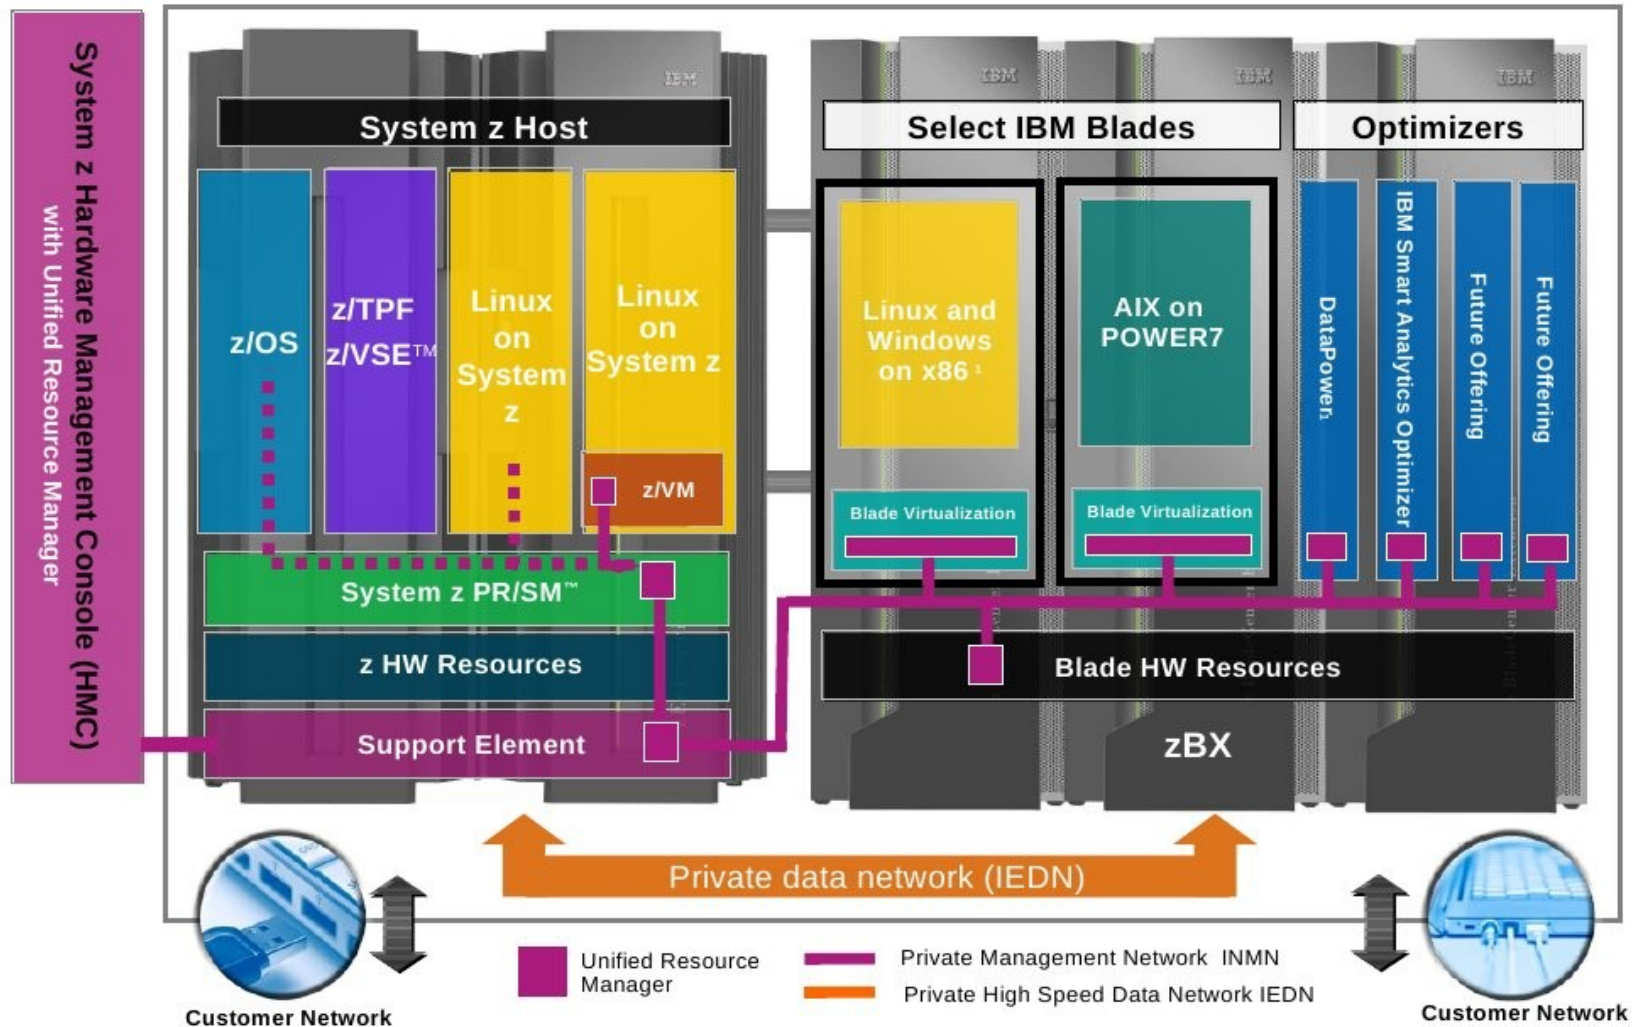 System z Hardware Management Console (HMC)
with Unified Resource Manager
IBM
System z Host
z/OS
z/TPF
z/VSE™
Linux
on
System
z
Linux
on
System z
z/VM
System z PR/SM™
z HW Resources
Support Element
IBM
IBM
IBM
Select IBM Blades
Optimizers
Linux and
Windows
on x86 1
AIX on
POWER7
Blade Virtualization
Blade Virtualization
DataPower1
IBM Smart Analytics Optimizer
Future Offering
Future Offering
Blade HW Resources
zBX
Private data network (IEDN)
Customer Network
Unified Resource
Manager
Private Management Network INMN
Private High Speed Data Network IEDN
Customer Network